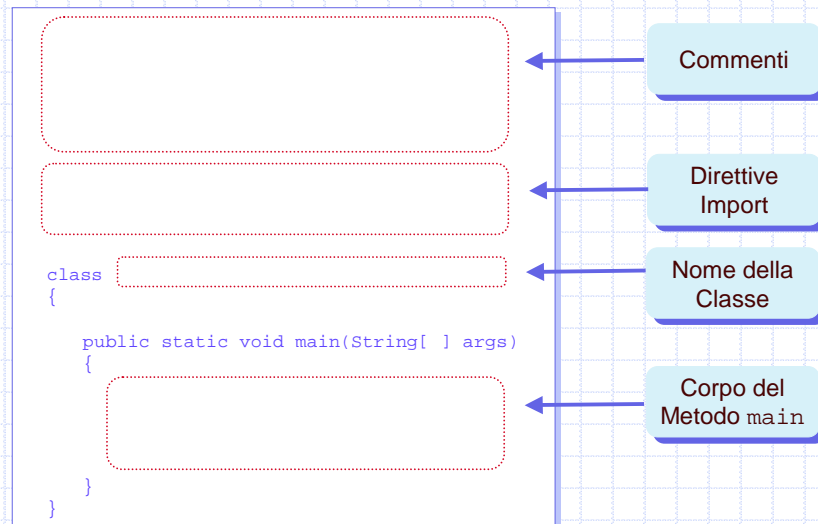 Commenti
Direttive
Import
class
{
Nome della
Classe
public static void main(String[ ] args)
{
Corpo del
Metodo main
}
}